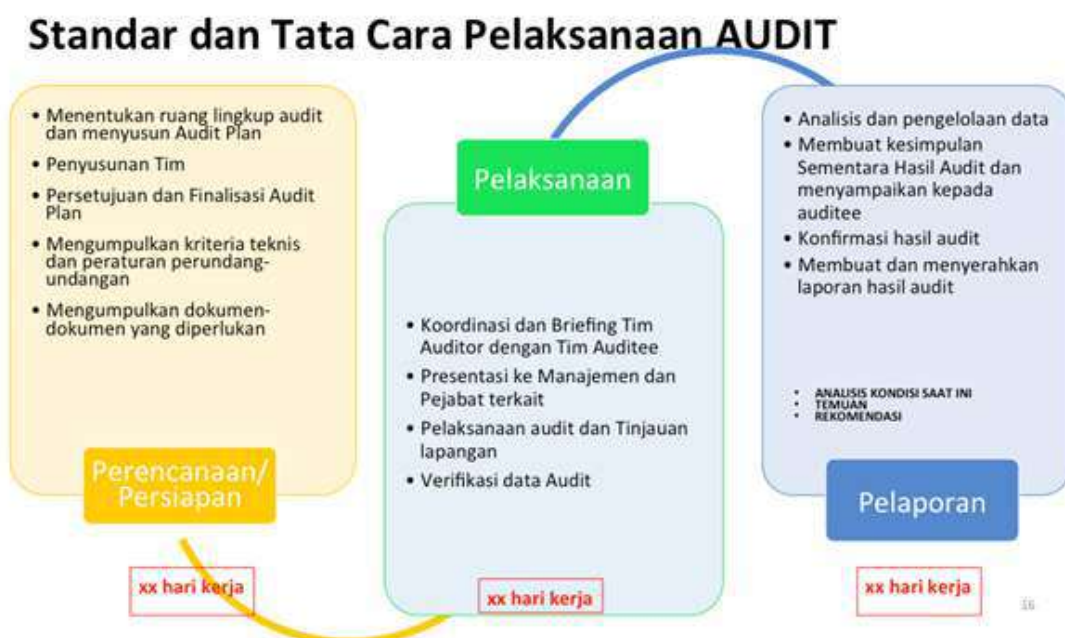 Standar dan Tata Cara Pelaksanaan AUDIT
• Menentukan ruang lingkup audit
dan menyusun Audit Plan
• Penyusunan Tim
• Persetujuan dan Finalisasi Audit
Plan
• Mengumpulkan kriteria teknis
dan peraturan perundang-
undangan
• Mengumpulkan dokumen-
dokumen yang diperlukan
Perencanaan/
Persiapan
xx hari kerja
Pelaksanaan
• Koordinasi dan Briefing Tim
Auditor dengan Tim Auditee
• Presentasi ke Manajemen dan
Pejabat terkait
• Pelaksanaan audit dan Tinjauan
lapangan
• Verifikasi data Audit
xx hari kerja
• Analisis dan pengelolaan data
• Membuat kesimpulan
Sementara Hasil Audit dan
menyampaikan kepada
auditee
• Konfirmasi hasil audit
• Membuat dan menyerahkan
laporan hasil audit
• ANALISIS KONDISI SAAT INI
• TEMUAN
• REKOMENDASI
Pelaporan
xx hari kerja
16